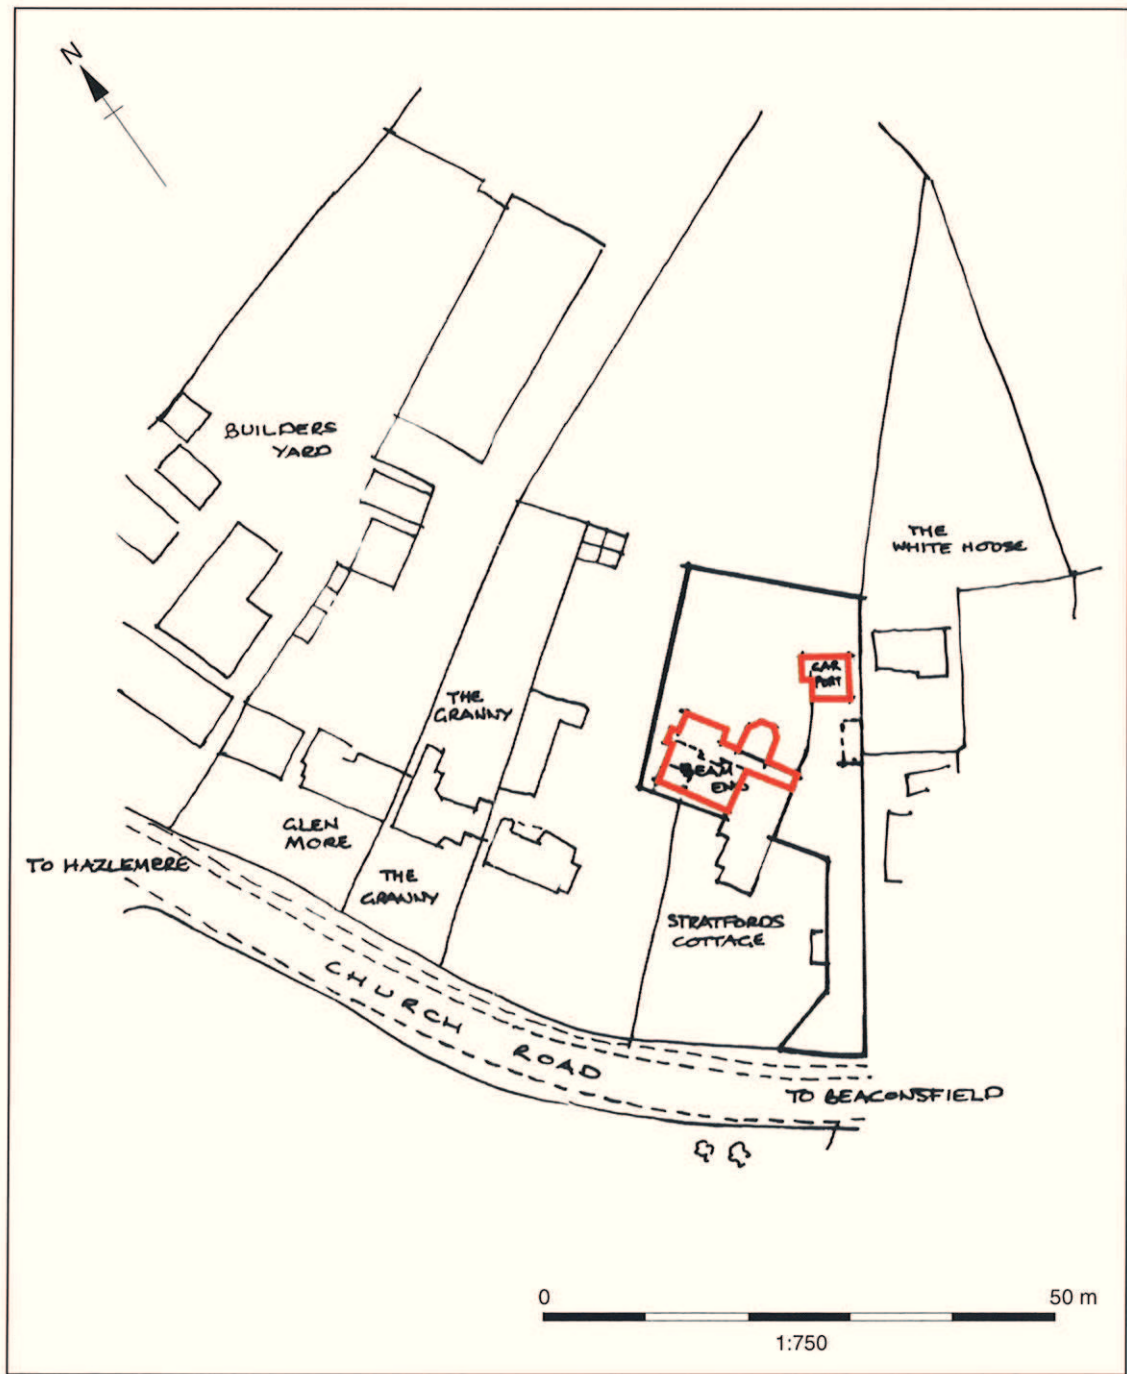 N
BUILDERS
YARD
THE
WHITE HOUSE
CAR
PORT
THE
GRANNY
BEAM
END
GLEN
MORE
TO HAZLEMERE
THE
GRANNY
STRATFORDS
COTTAGE
CHURCH ROAD
TO BEACONSFIELD
0 50 m
1:750